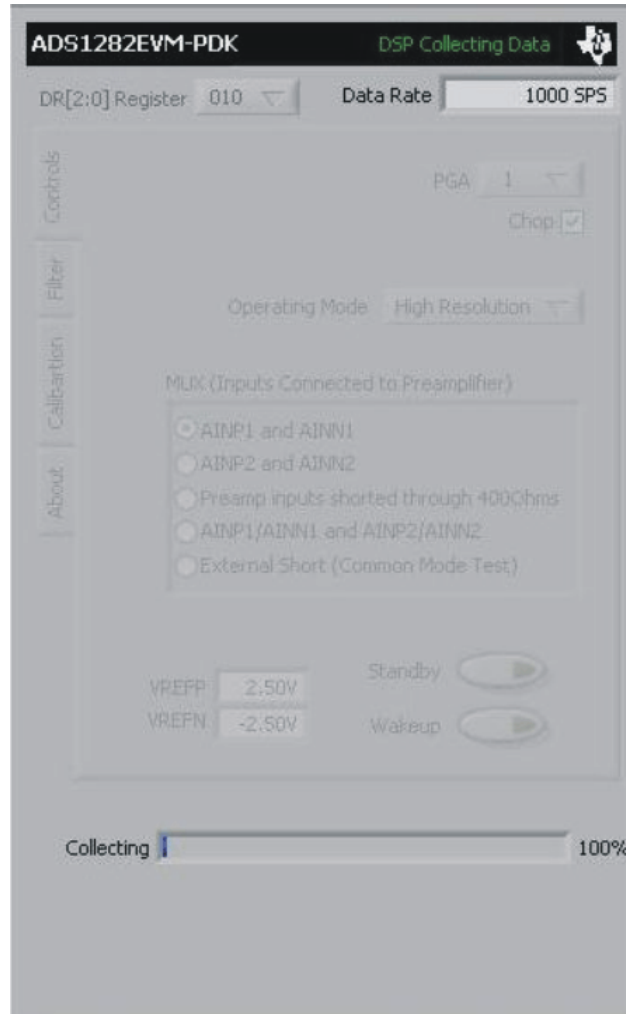 ADS1282EVM-PDK DSP Collecting Data
DR[2:0] Register 010 Data Rate 1000 SPS
Controls
Filter
Calibartion
About
PGA 1
Chop
Operating Mode High Resolution
MUX (Inputs Connected to Preamplifier)
AINP1 and AINN1
AINP2 and AINN2
Preamp inputs shorted through 400Ohms
AINP1/AINN1 and AINP2/AINN2
External Short (Common Mode Test)
VREFP 2.50V
VREFN -2.50V
Standby
Wakeup
Collecting 100%